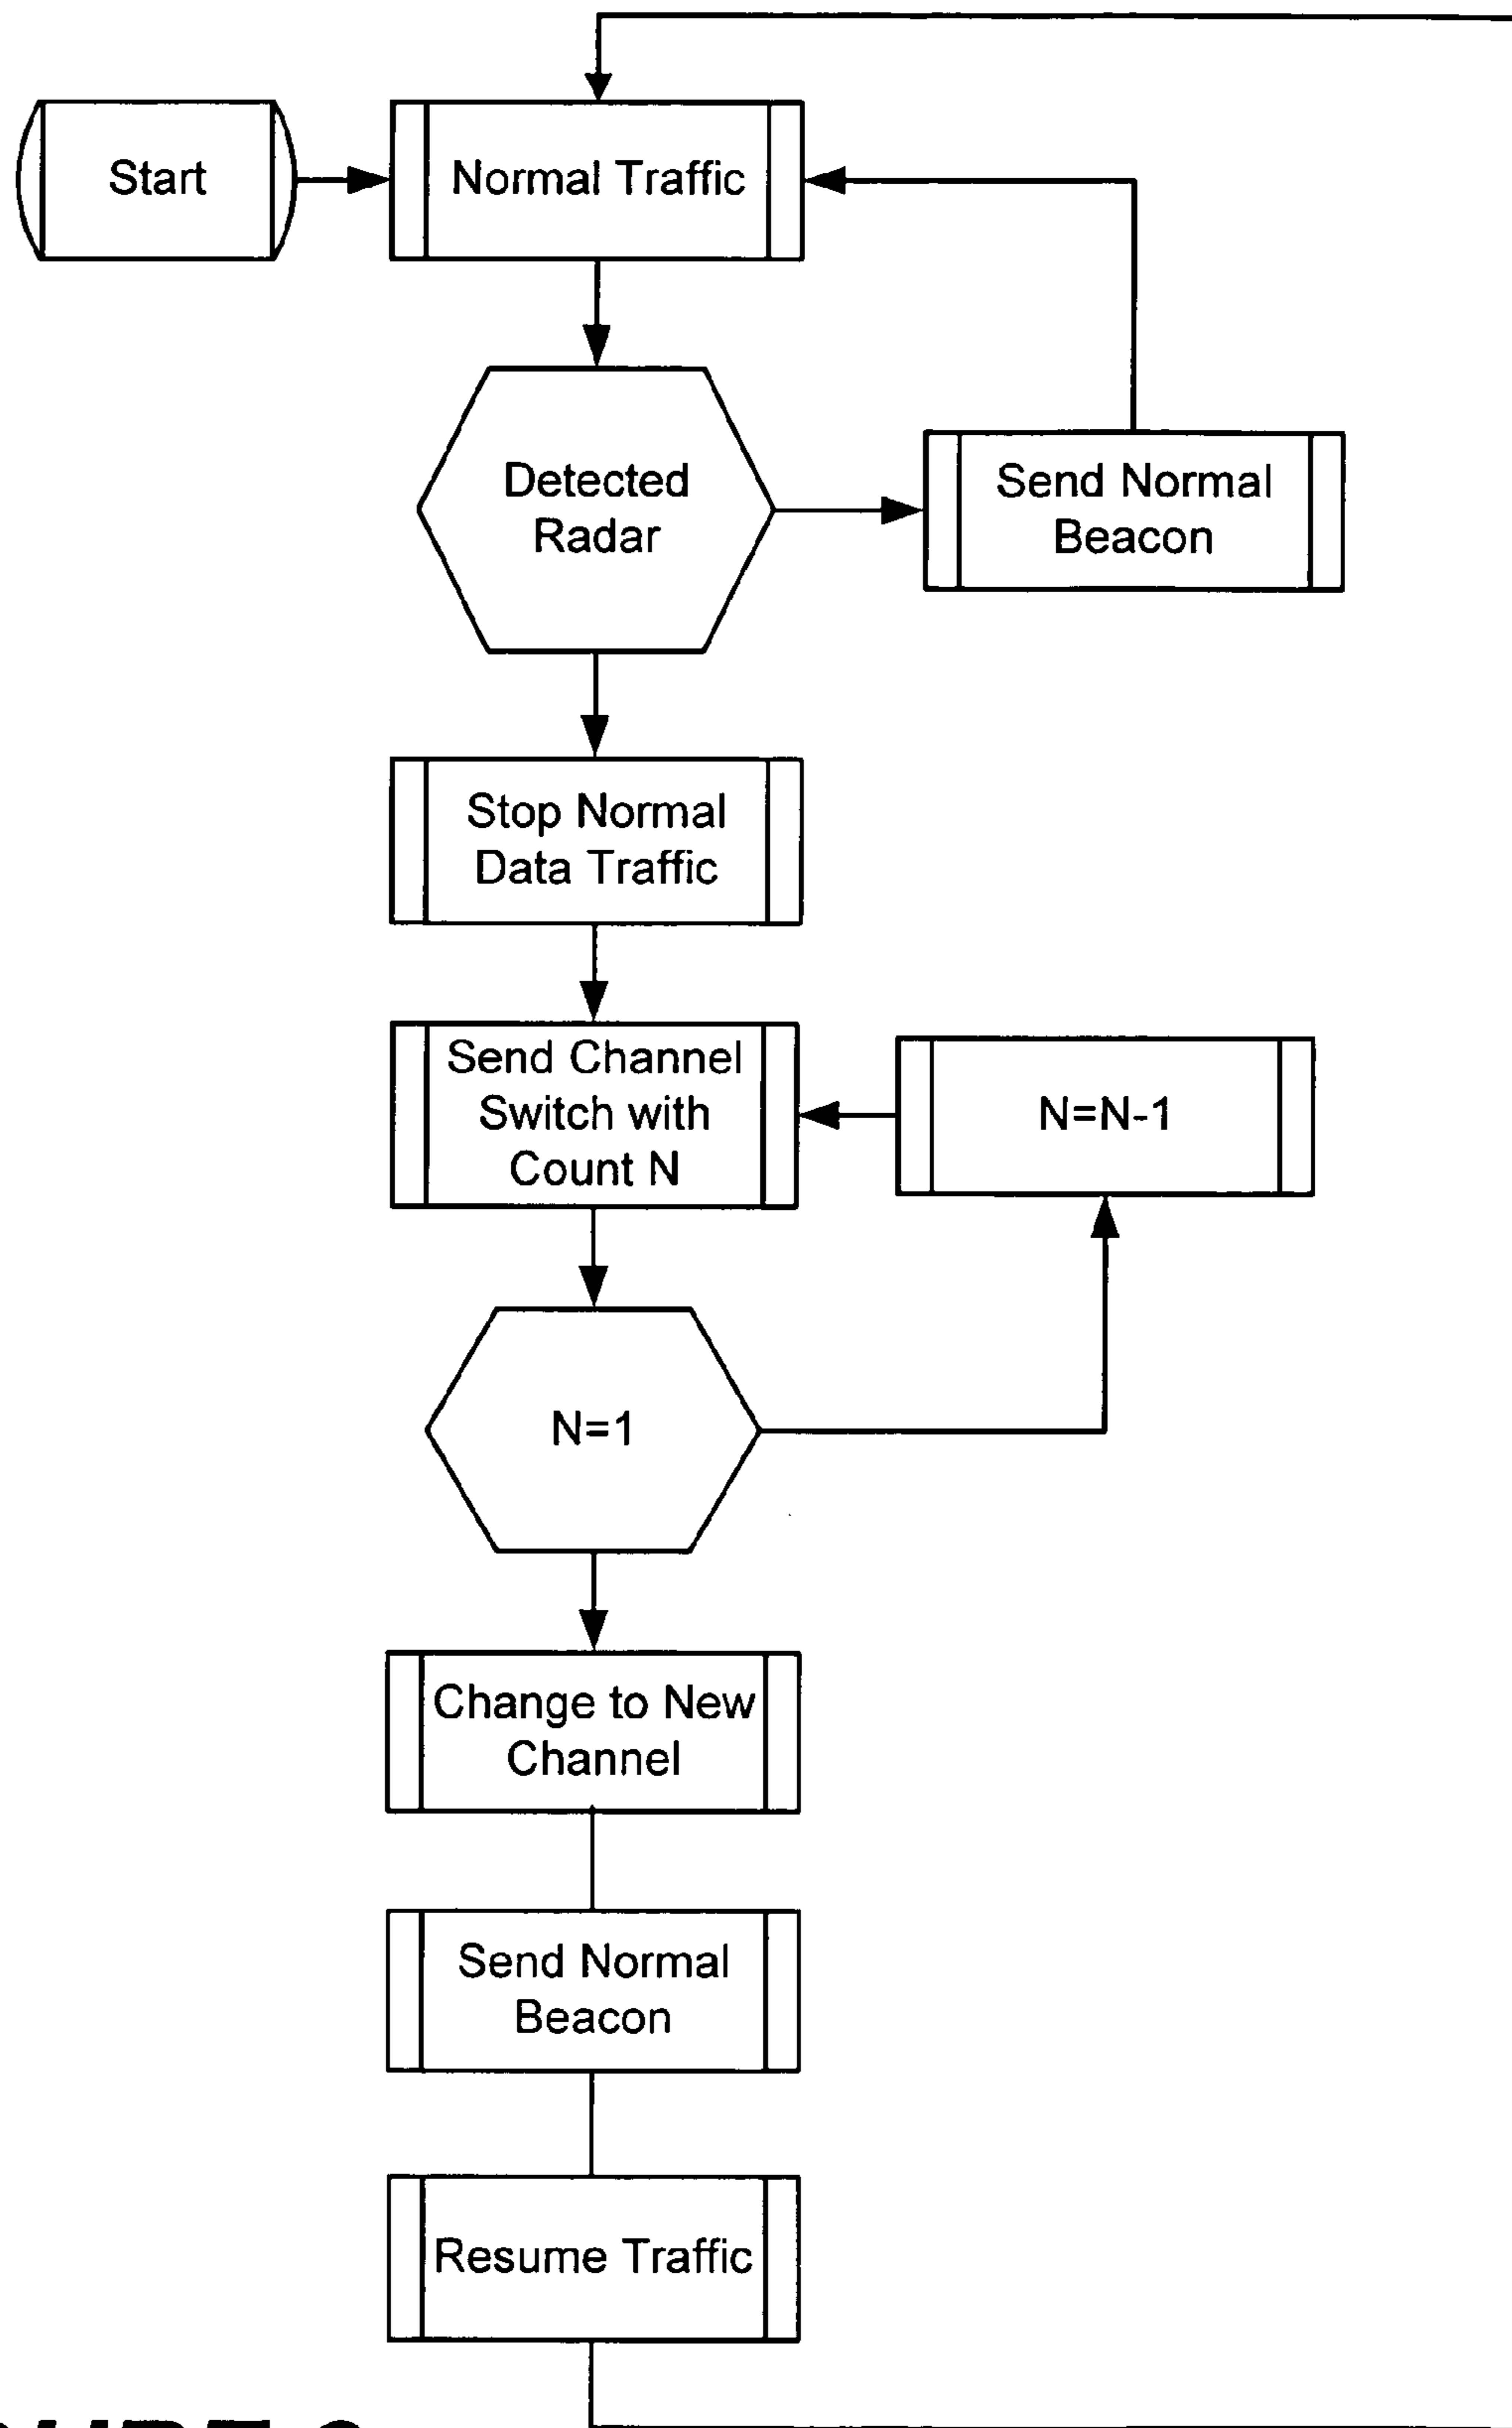 Start
Normal Traffic
Detected
Radar
Send Normal
Beacon
Stop Normal
Data Traffic
Send Channel
Switch with
Count N
N=N-1
N=1
Change to New
Channel
Send Normal
Beacon
Resume Traffic